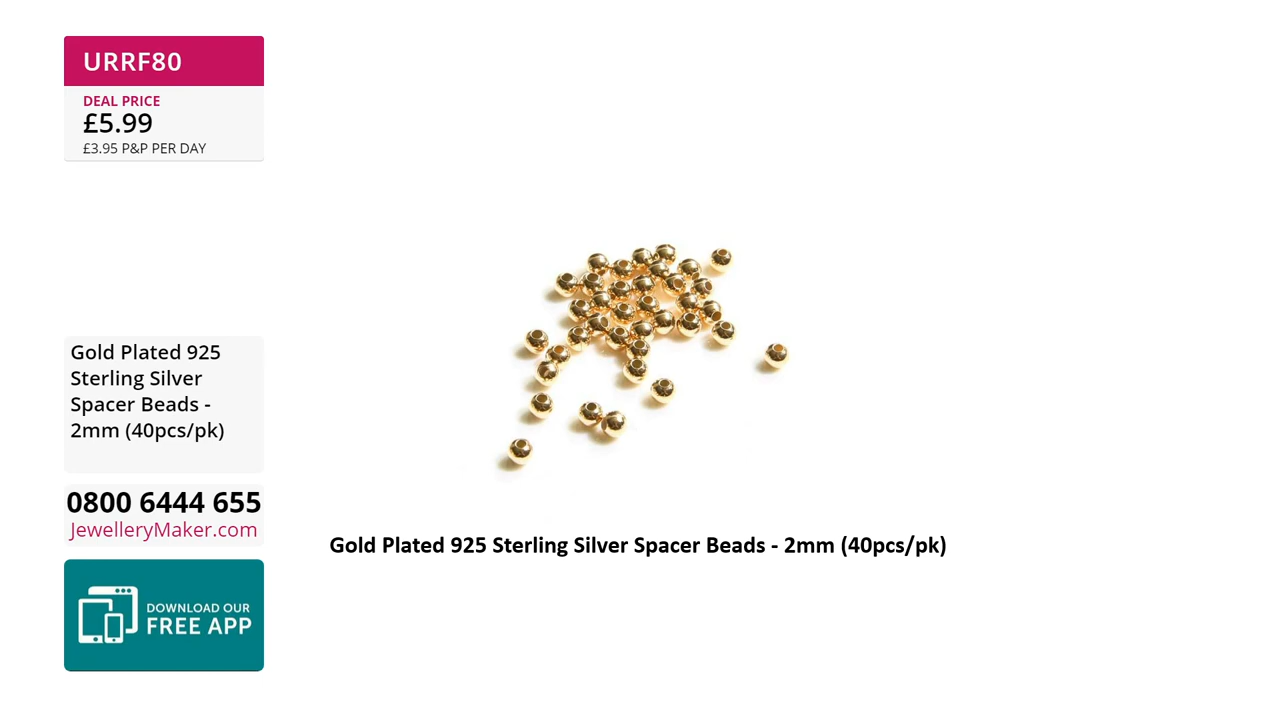 URRF80
DEAL PRICE
£5.99
£3.95 P&P PER DAY
Gold Plated 925
Sterling Silver
Spacer Beads -
2mm (40pcs/pk)
0800 6444 655
JewelleryMaker.com
DOWNLOAD OUR
FREE APP
Gold Plated 925 Sterling Silver Spacer Beads - 2mm (40pcs/pk)